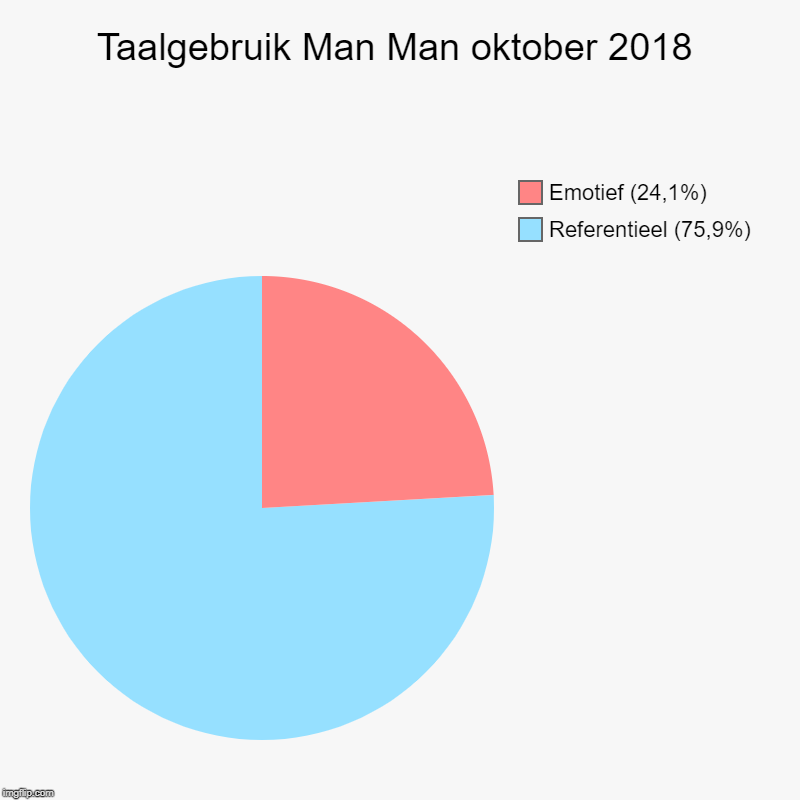 Taalgebruik Man Man oktober 2018
Emotief (24,1%)
Referentieel (75,9%)
imgflip.com